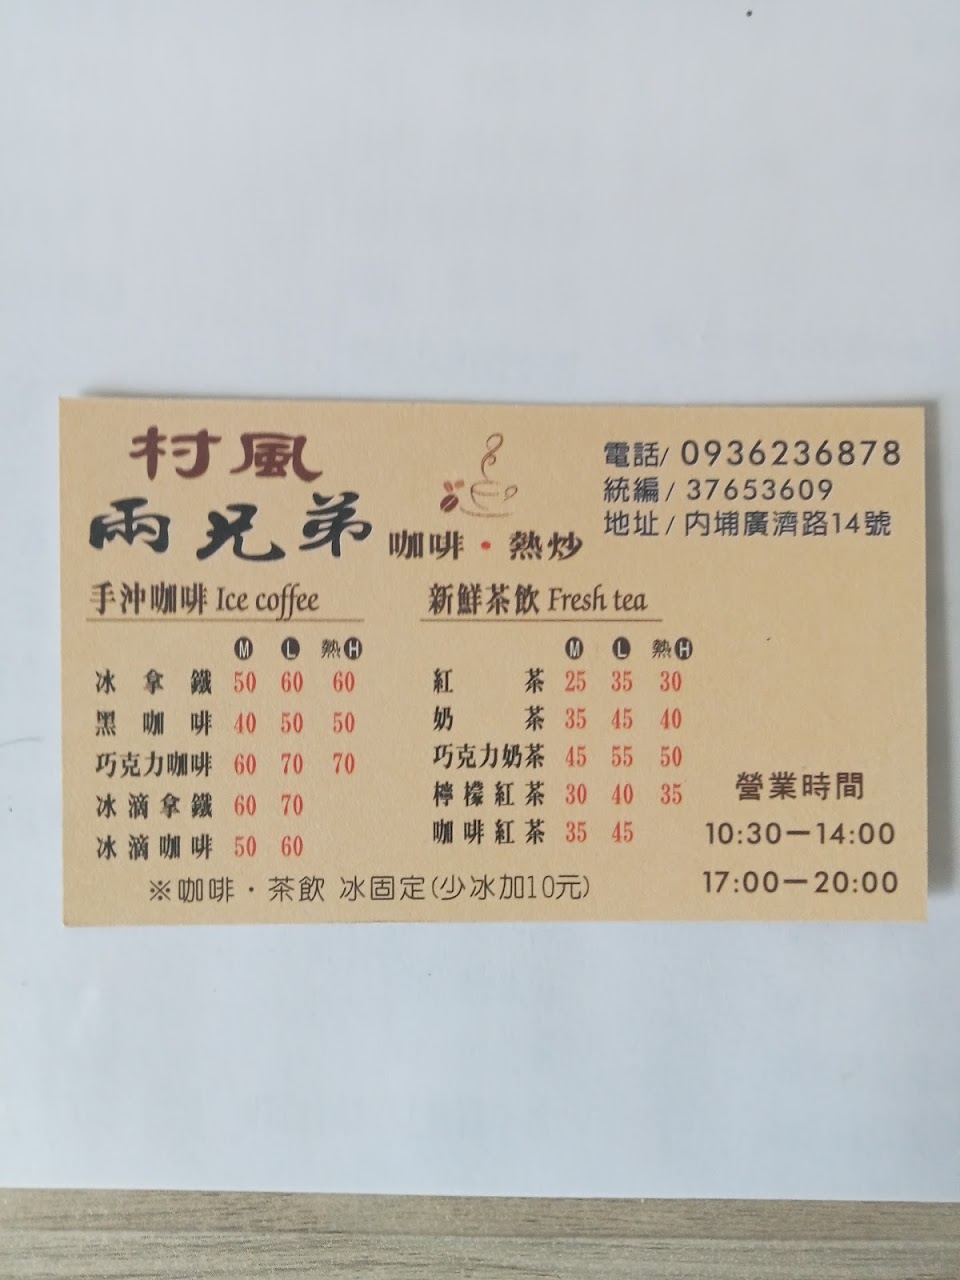 村風
兩兄弟
咖啡・熱炒
電話/ 0936236878
統編/ 37653609
地址/ 內埔廣濟路14號
手沖咖啡 Ice coffee
M L 熱H
冰拿鐵 50 60 60
黑咖啡 40 50 50
巧克力咖啡 60 70 70
冰滴拿鐵 60 70
冰滴咖啡 50 60
新鮮茶飲 Fresh tea
M L 熱H
紅茶 25 35 30
奶茶 35 45 40
巧克力奶茶 45 55 50
檸檬紅茶 30 40 35
咖啡紅茶 35 45
※咖啡・茶飲 冰固定(少冰加10元)
營業時間
10:30－14:00
17:00－20:00